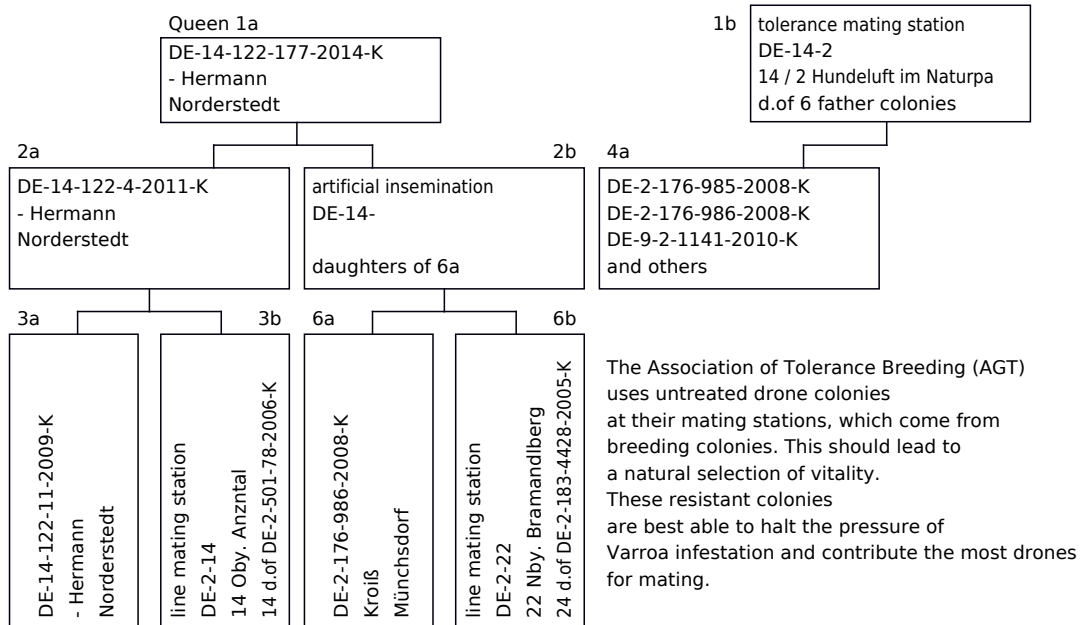 Queen 1a
DE-14-122-177-2014-K
- Hermann
Norderstedt
1b
tolerance mating station
DE-14-2
14 / 2 Hundeluft im Naturpa
d.of 6 father colonies
2a
DE-14-122-4-2011-K
- Hermann
Norderstedt
2b
artificial insemination
DE-14-
daughters of 6a
4a
DE-2-176-985-2008-K
DE-2-176-986-2008-K
DE-9-2-1141-2010-K
and others
3a
DE-14-122-11-2009-K
- Hermann
Norderstedt
3b
line mating station
DE-2-14
14 Oby. Anzntal
14 d.of DE-2-501-78-2006-K
6a
DE-2-176-986-2008-K
Kroiß
Münchsdorf
6b
line mating station
DE-2-22
22 Nby. Bramandlberg
24 d.of DE-2-183-4428-2005-K
The Association of Tolerance Breeding (AGT)
uses untreated drone colonies
at their mating stations, which come from
breeding colonies. This should lead to
a natural selection of vitality.
These resistant colonies
are best able to halt the pressure of
Varroa infestation and contribute the most drones
for mating.